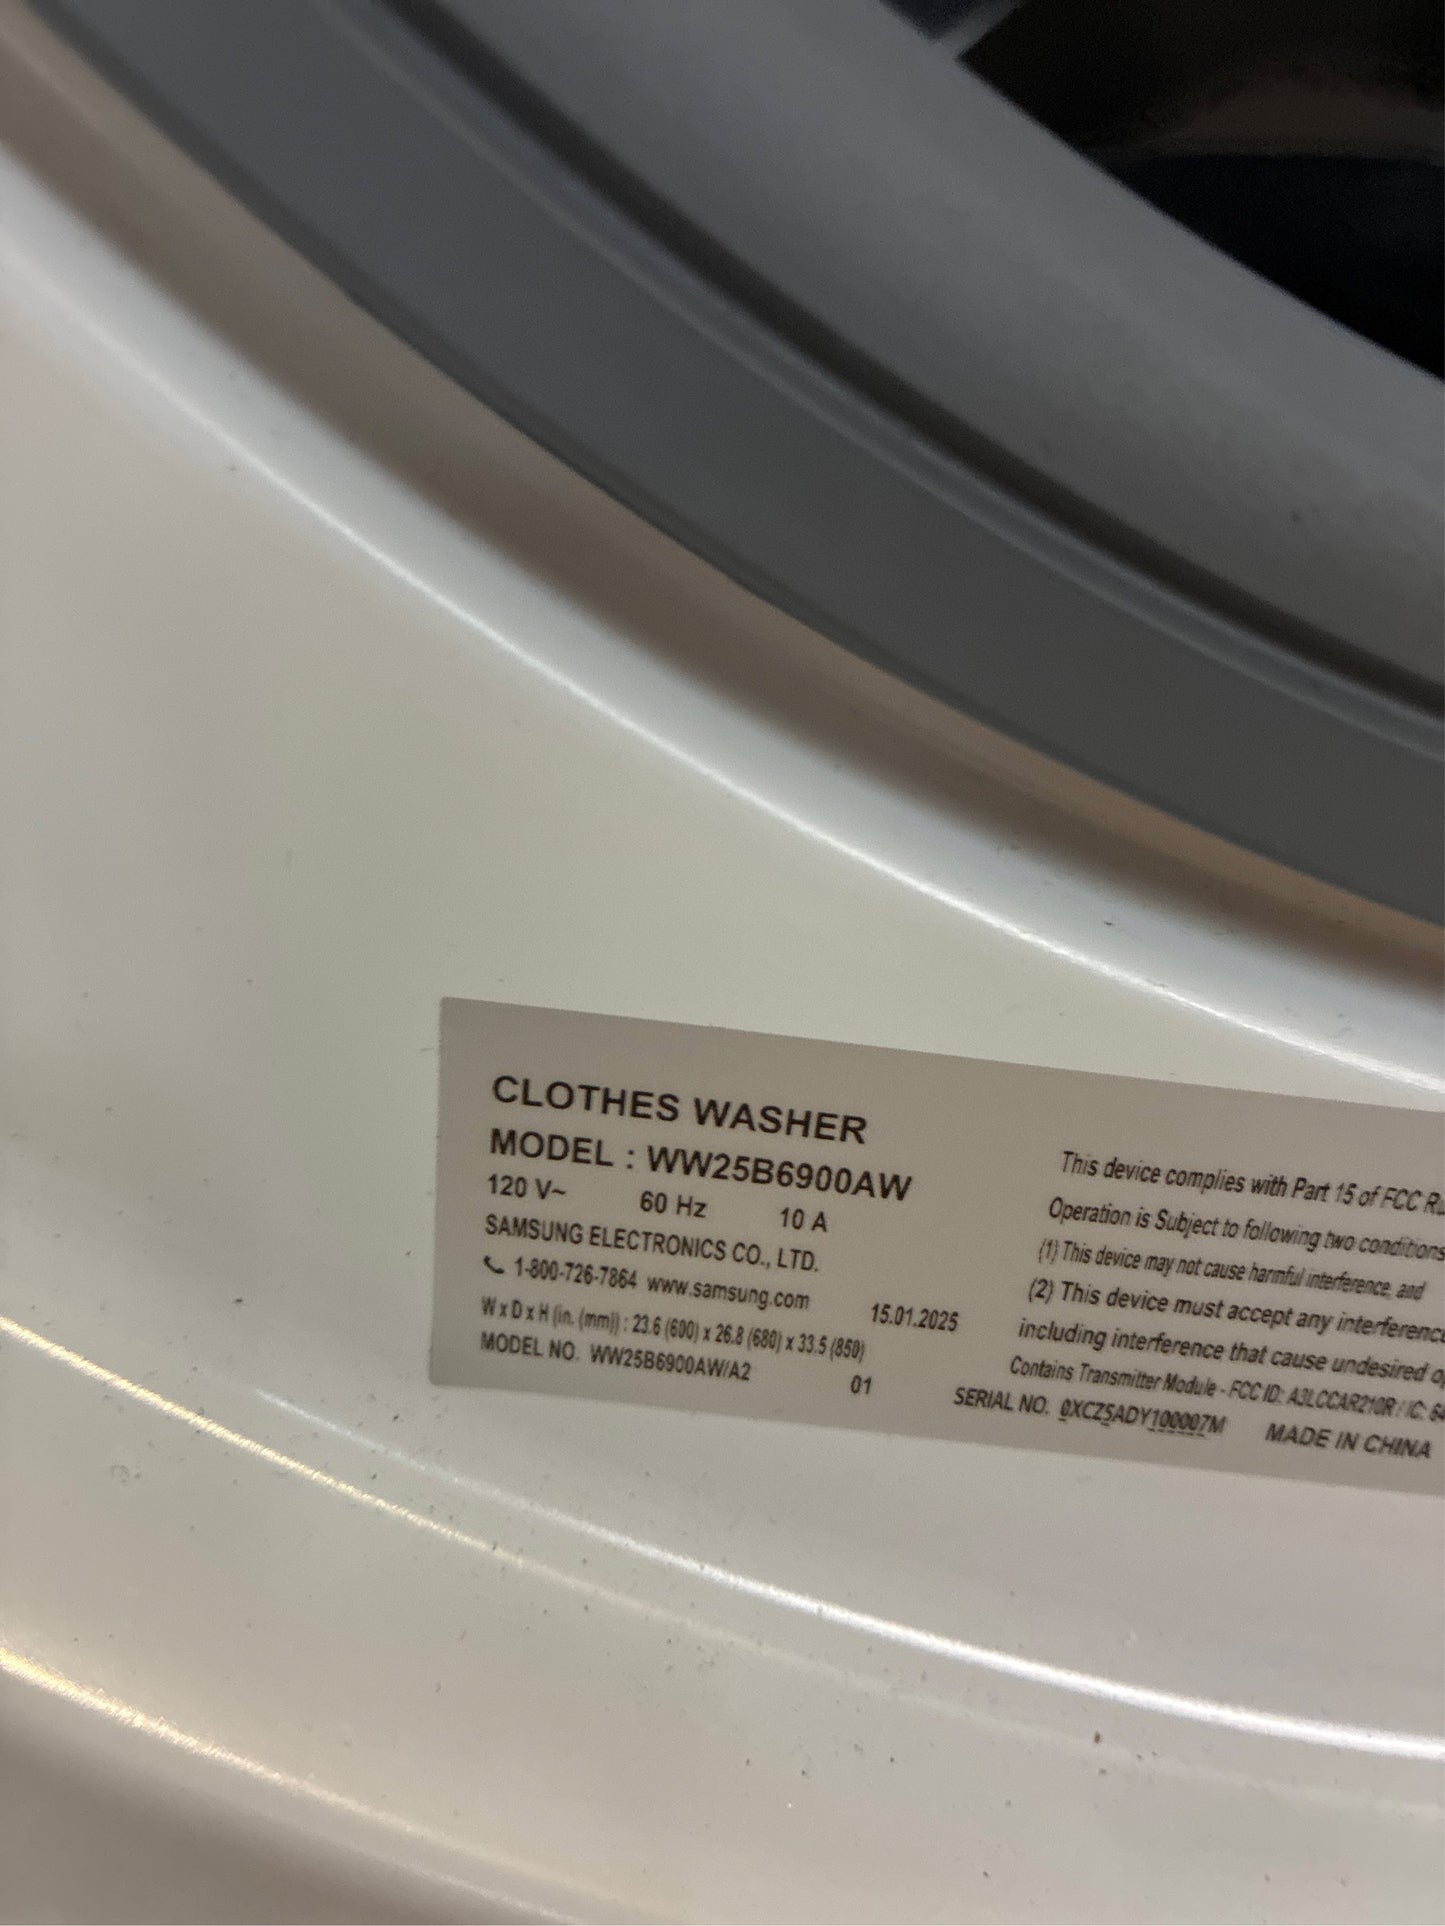 CLOTHES WASHER
MODEL : WW25B6900AW
120 V~ 60 Hz 10 A
SAMSUNG ELECTRONICS CO., LTD.
1-800-726-7864 www.samsung.com
15.01.2025
W x D x H (in. (mm)) : 23.6 (600) x 26.8 (680) x 33.5 (850)
MODEL NO. WW25B6900AW/A2 01
This device complies with Part 15 of FCC
Operation is Subject to following two conditions
(1) This device may not cause harmful interference, and
(2) This device must accept any interference
including interference that cause undesired
Contains Transmitter Module - FCC ID: A3LCCAR210R / IC:
SERIAL NO. 0XCZ5ADY100007M MADE IN CHINA